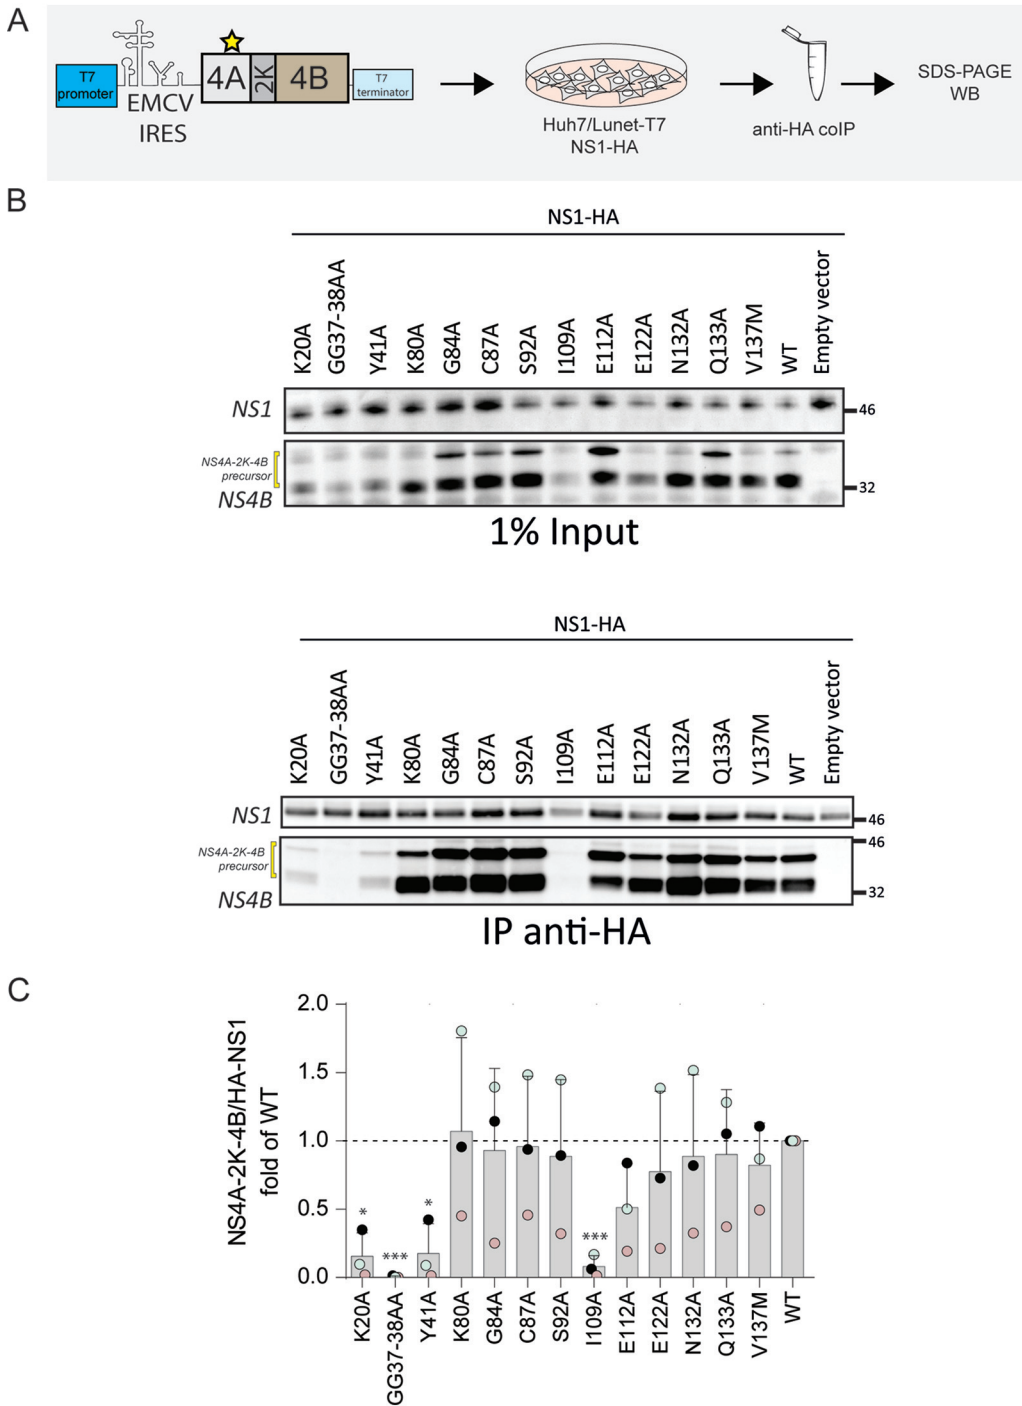 A
T7
promoter
EMCV
IRES
4A
2K
4B
T7
terminator
Huh7/Lunet-T7
NS1-HA
anti-HA coIP
SDS-PAGE
WB
B
NS1-HA
K20A
GG37-38AA
Y41A
K80A
G84A
C87A
S92A
I109A
E112A
E122A
N132A
Q133A
V137M
WT
Empty vector
NS1
46
NS4A-2K-4B
precursor
NS4B
32
1% Input
NS1-HA
K20A
GG37-38AA
Y41A
K80A
G84A
C87A
S92A
I109A
E112A
E122A
N132A
Q133A
V137M
WT
Empty vector
NS1
46
46
NS4A-2K-4B
precursor
NS4B
32
IP anti-HA
C
NS4A-2K-4B/HA-NS1
fold of WT
2.0
1.5
1.0
0.5
0.0
*
***
*
***
K20A
GG37-38AA
Y41A
K80A
G84A
C87A
S92A
I109A
E112A
E122A
N132A
Q133A
V137M
WT